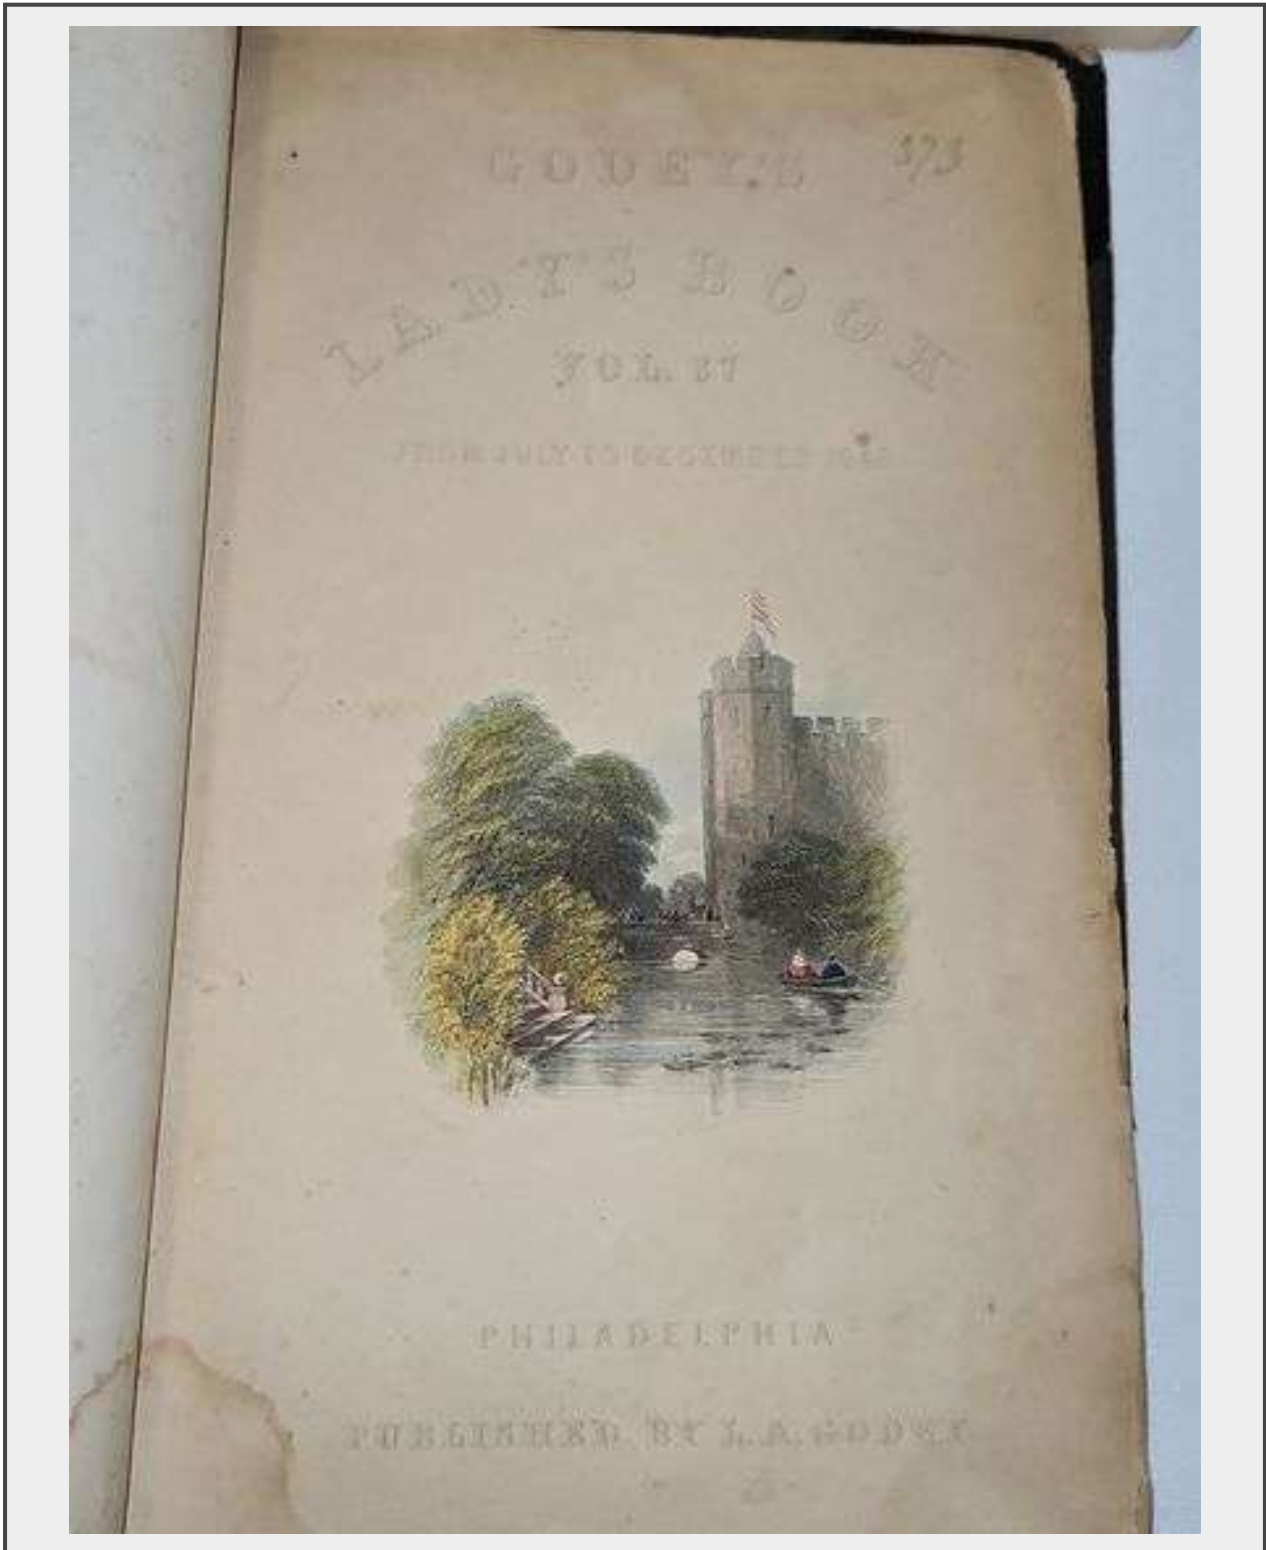 GODEY'S
LADY'S BOOK
VOL. 37
FROM JULY TO DECEMBER
PHILADELPHIA
PUBLISHED BY L.A. GODEY